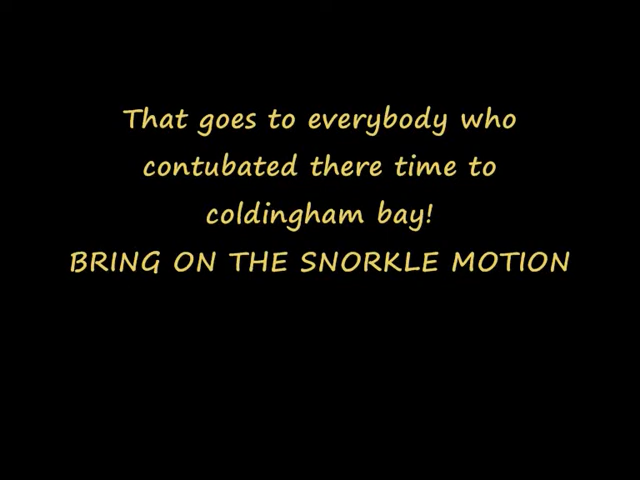 That goes to everybody who
contubated there time to
coldingham bay!
BRING ON THE SNORKLE MOTION